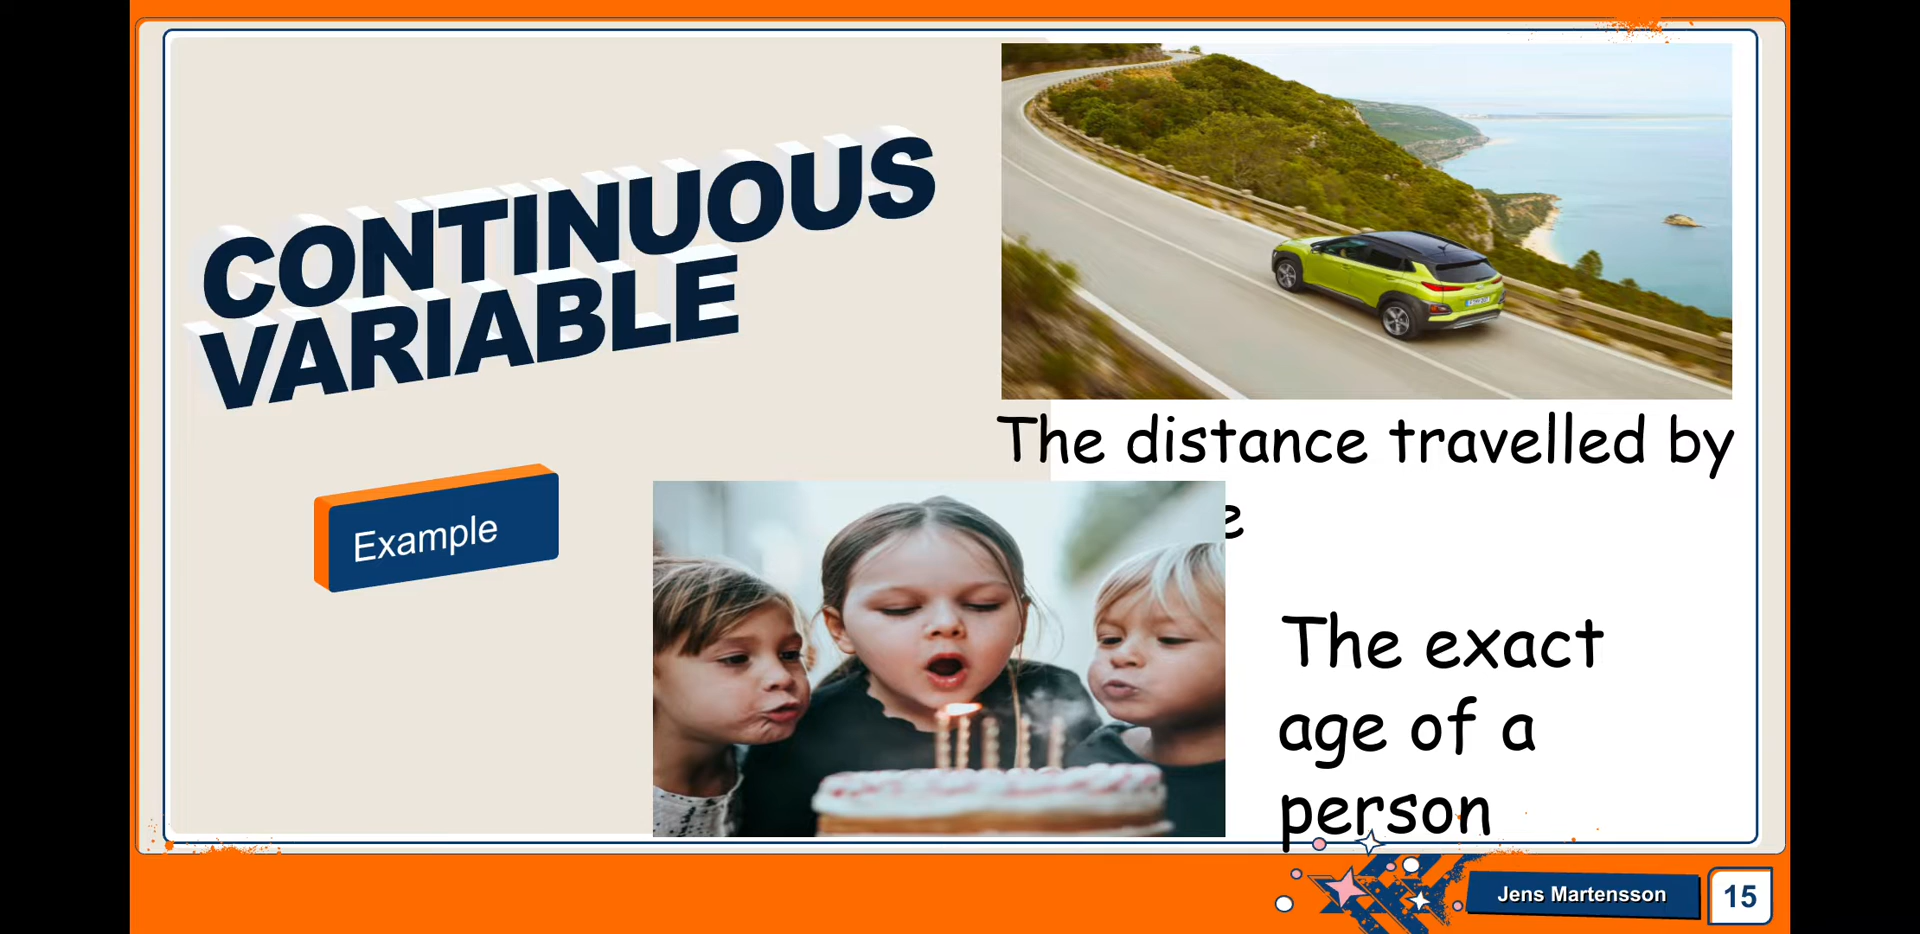 CONTINUOUS
VARIABLE
Example
The distance travelled by
e
The exact
age of a
person
Jens Martensson
15